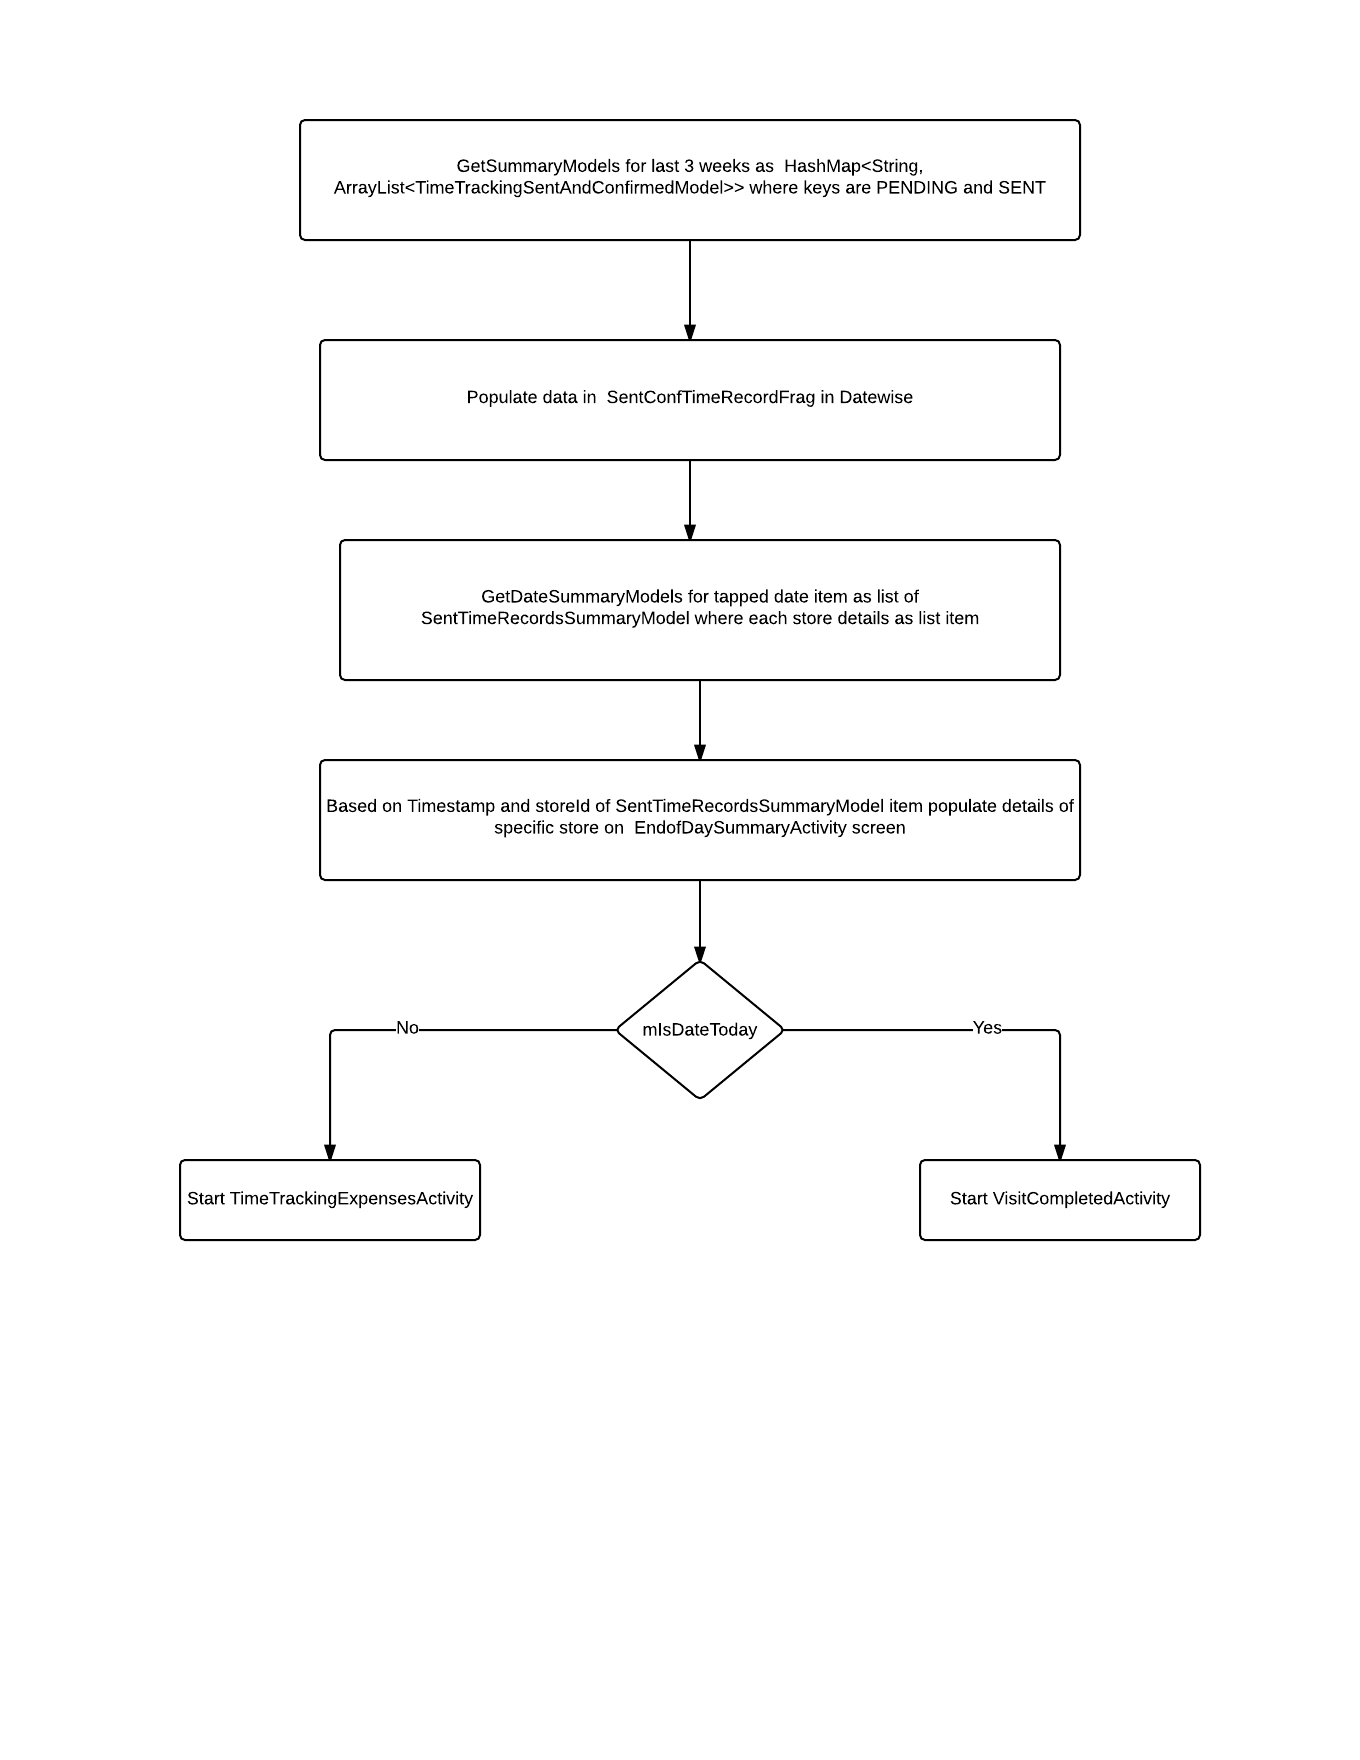 GetSummaryModels for last 3 weeks as  HashMap<String,
ArrayList<TimeTrackingSentAndConfirmedModel>> where keys are PENDING and SENT
Populate data in  SentConfTimeRecordFrag in Datewise
GetDateSummaryModels for tapped date item as list of
SentTimeRecordsSummaryModel where each store details as list item
Based on Timestamp and storeId of SentTimeRecordsSummaryModel item populate details of
specific store on  EndofDaySummaryActivity screen
mIsDateToday
No
Yes
Start TimeTrackingExpensesActivity
Start VisitCompletedActivity